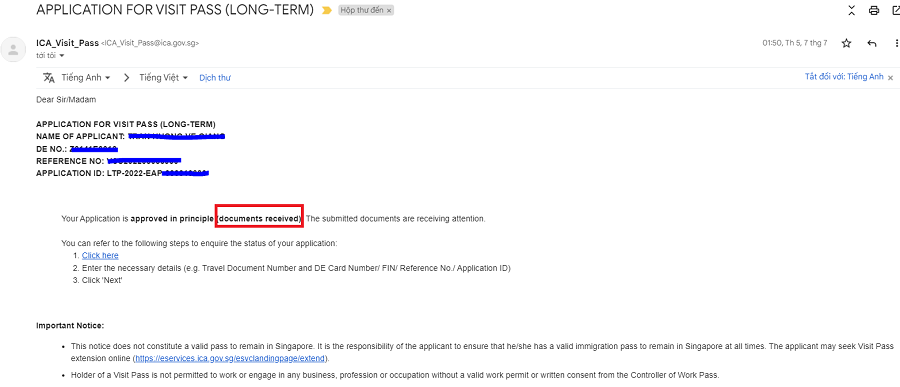 APPLICATION FOR VISIT PASS (LONG-TERM) Hộp thư đến ×
ICA_Visit_Pass <ICA_Visit_Pass@ica.gov.sg> 01:50, Th 5, 7 thg 7
tới tôi
Tiếng Anh > Tiếng Việt Dịch thư Tắt đối với: Tiếng Anh ×
Dear Sir/Madam
APPLICATION FOR VISIT PASS (LONG-TERM)
NAME OF APPLICANT:
DE NO.:
REFERENCE NO:
APPLICATION ID: LTP-2022-EAP-
Your Application is approved in principle (documents received). The submitted documents are receiving attention.
You can refer to the following steps to enquire the status of your application:
1. Click here
2. Enter the necessary details (e.g. Travel Document Number and DE Card Number/ FIN/ Reference No./ Application ID)
3. Click 'Next'
Important Notice:
• This notice does not constitute a valid pass to remain in Singapore. It is the responsibility of the applicant to ensure that he/she has a valid immigration pass to remain in Singapore at all times. The applicant may seek Visit Pass
extension online (https://eservices.ica.gov.sg/esvclandingpage/extend).
• Holder of a Visit Pass is not permitted to work or engage in any business, profession or occupation without a valid work permit or written consent from the Controller of Work Pass.